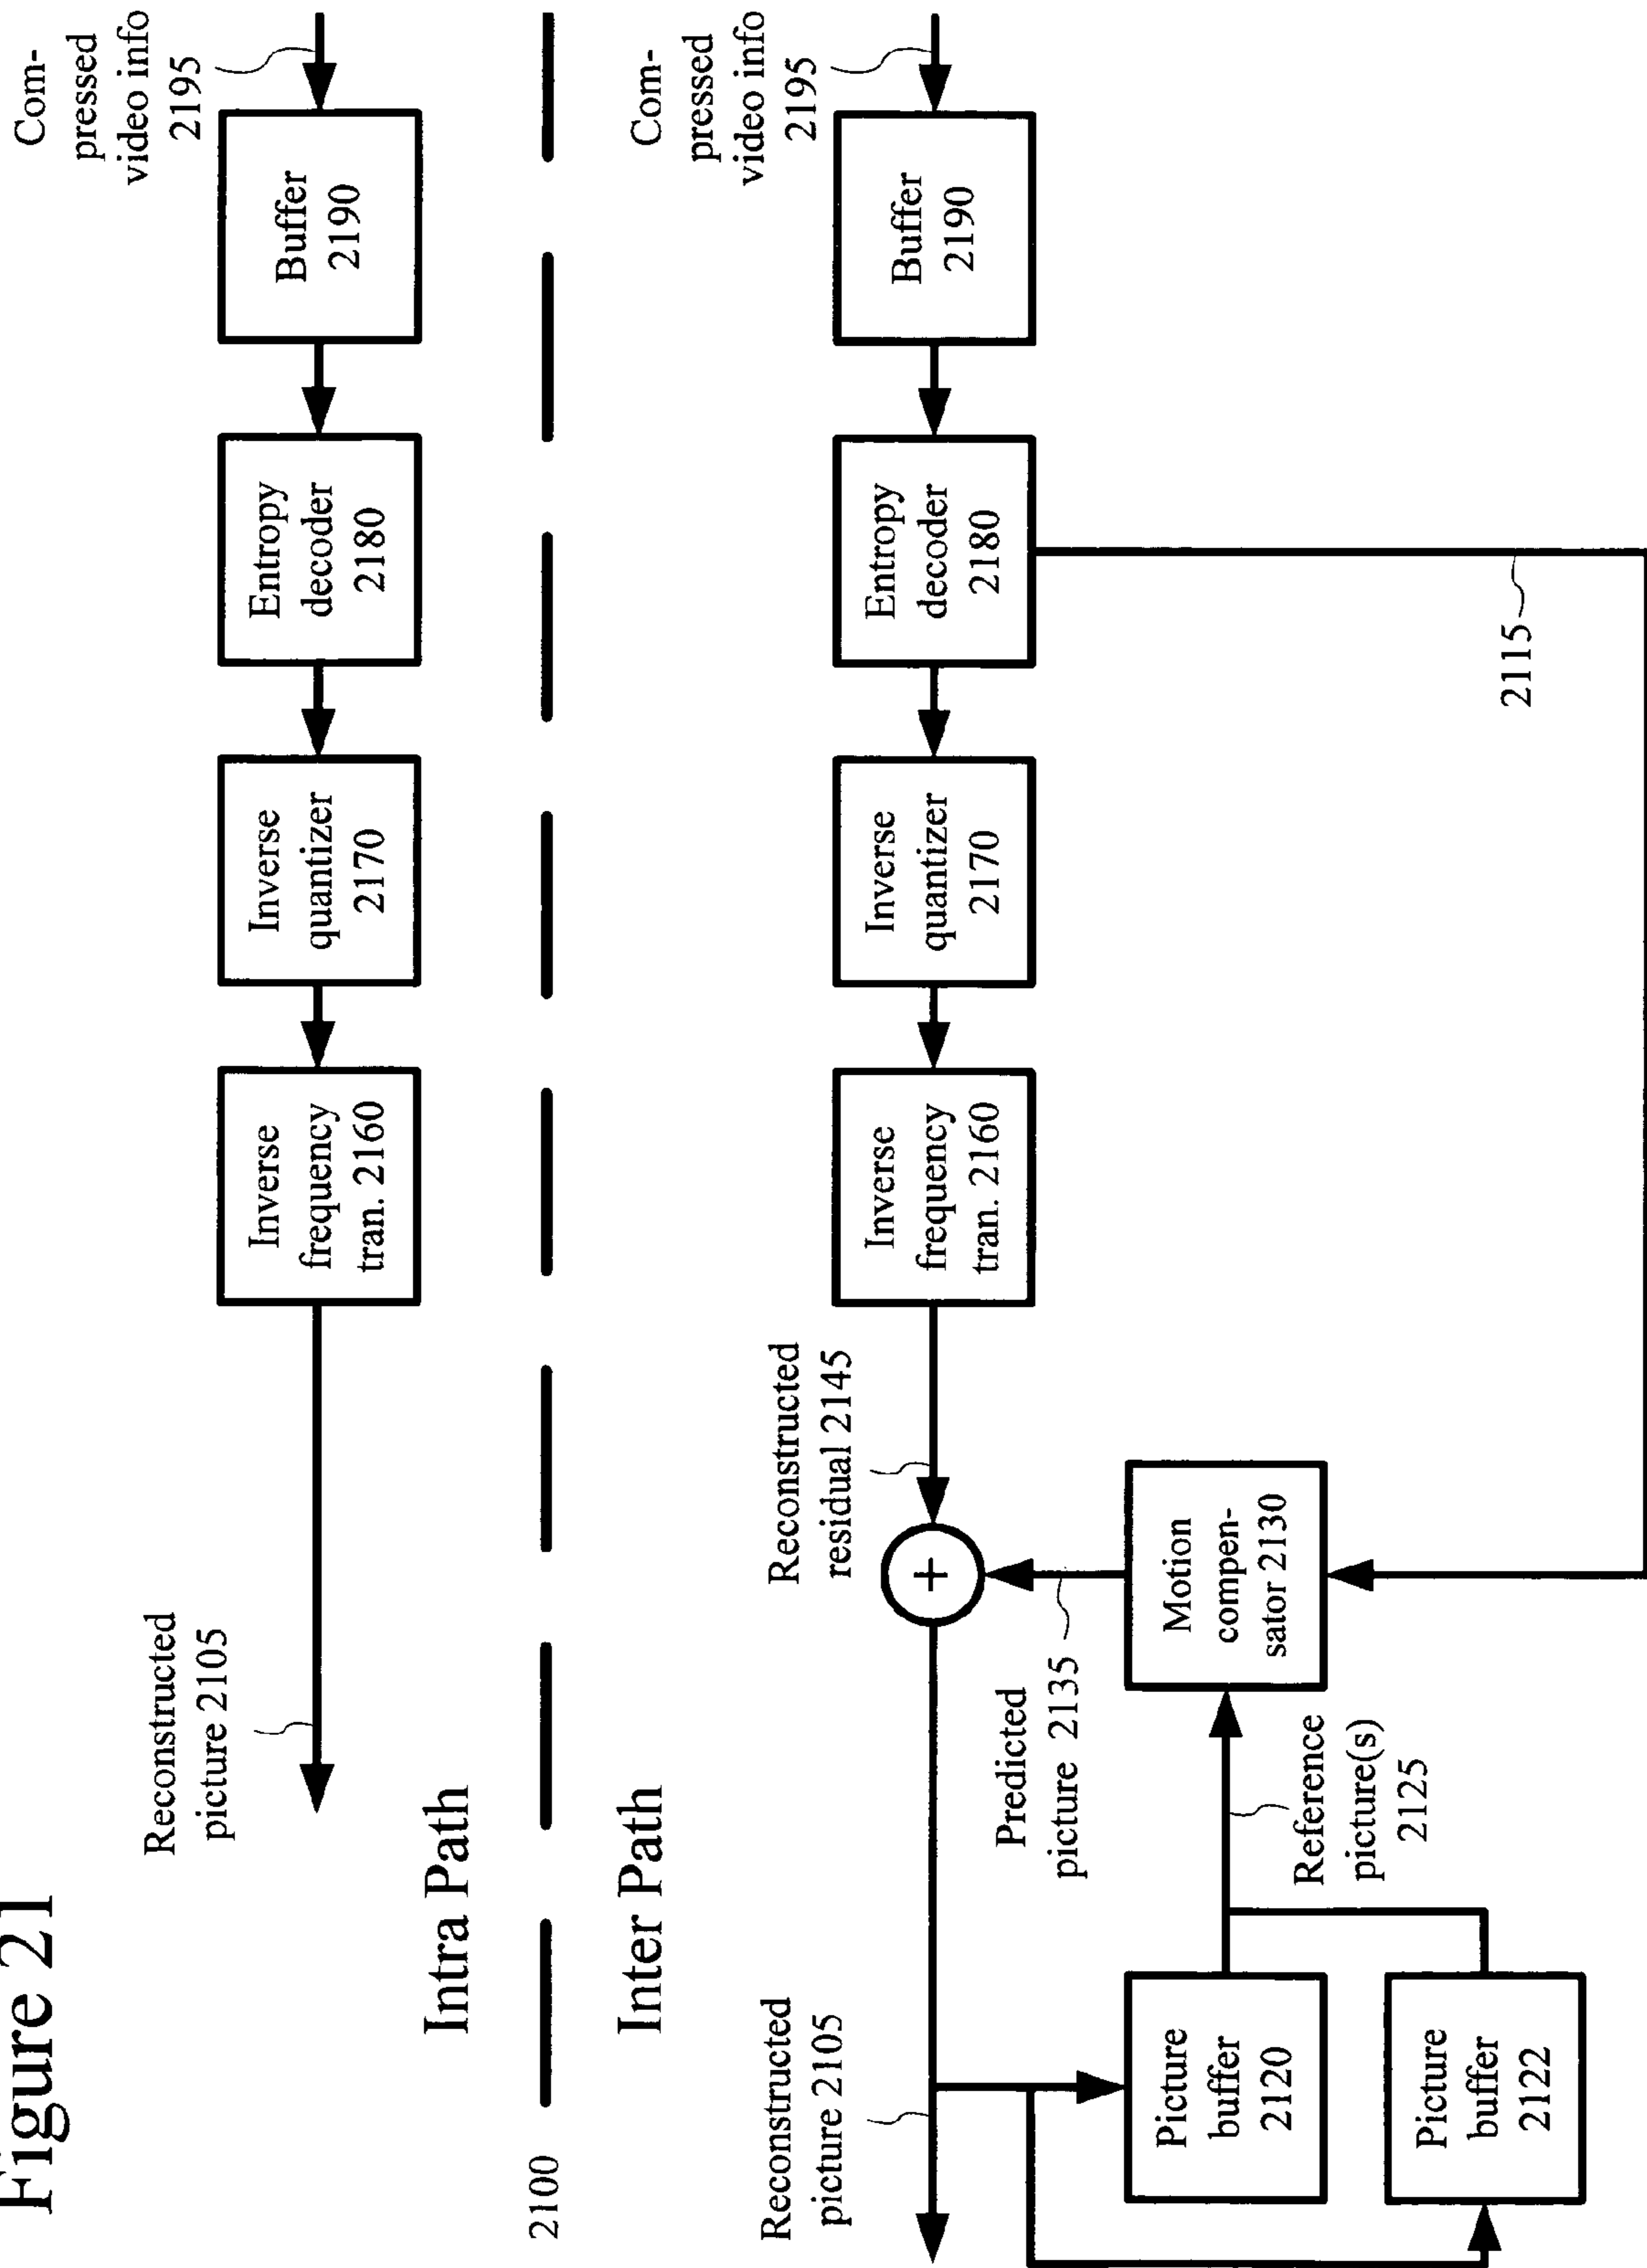 Figure 21
Reconstructed
picture 2105
Inverse
frequency
tran. 2160
Inverse
quantizer
2170
Entropy
decoder
2180
Buffer
2190
Com-
pressed
video info
2195
Intra Path
2100
Inter Path
Reconstructed
picture 2105
Reconstructed
residual 2145
+
Inverse
frequency
tran. 2160
Inverse
quantizer
2170
Entropy
decoder
2180
Buffer
2190
Com-
pressed
video info
2195
Predicted
picture 2135
Motion
compen-
sator 2130
Picture
buffer
2120
Reference
picture(s)
2125
Picture
buffer
2122
2115